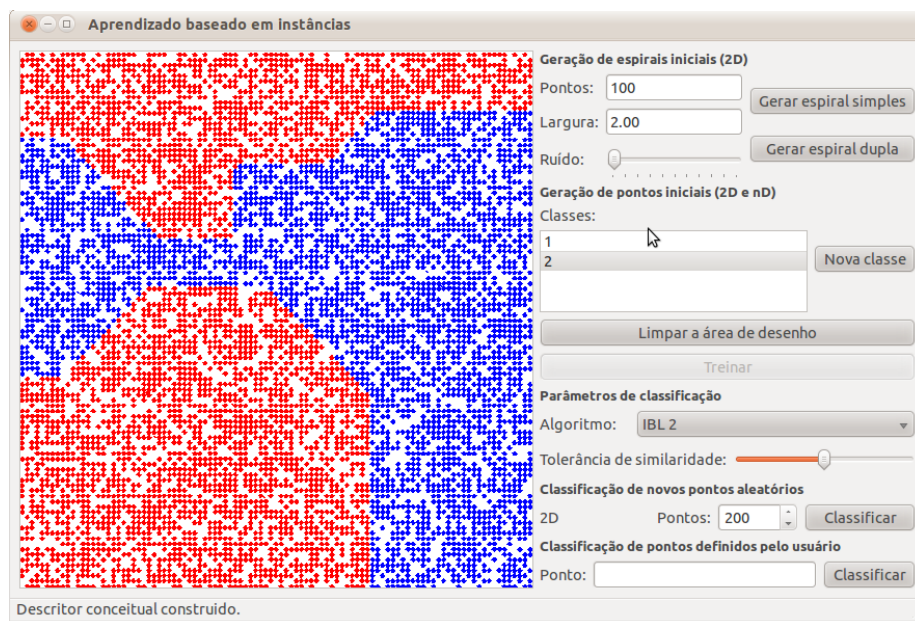 Aprendizado baseado em instâncias
Geração de espirais iniciais (2D)
Pontos: 100
Gerar espiral simples
Largura: 2.00
Gerar espiral dupla
Ruído:
Geração de pontos iniciais (2D e nD)
Classes:
1
2
Nova classe
Limpar a área de desenho
Treinar
Parâmetros de classificação
Algoritmo: IBL 2
Tolerância de similaridade:
Classificação de novos pontos aleatórios
2D Pontos: 200 Classificar
Classificação de pontos definidos pelo usuário
Ponto: Classificar
Descritor conceitual construido.